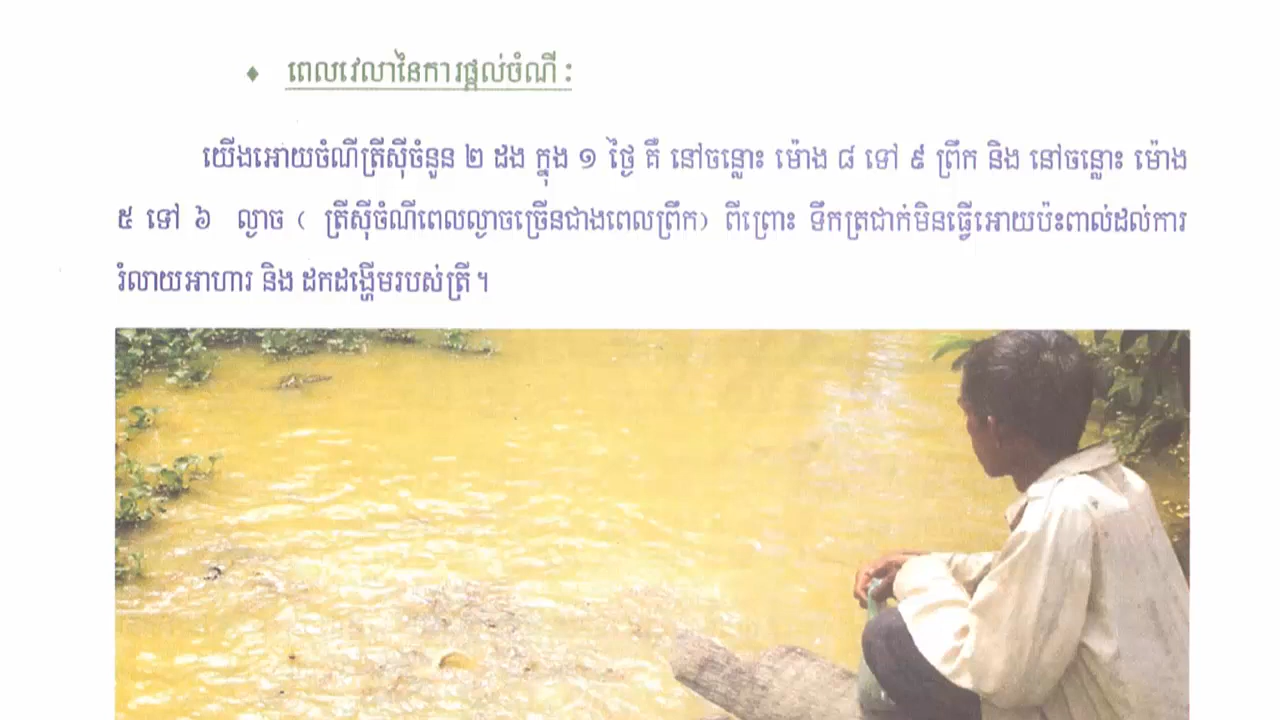 ♦ ពេលវេលានៃការផ្ដល់ចំណី ៖
យើងអោយចំណីត្រីស៊ីចំនួន ២ ដង ក្នុង ១ ថ្ងៃ គឺ នៅចន្លោះ ម៉ោង ៨ ទៅ ៩ ព្រឹក និង នៅចន្លោះ ម៉ោង
៥ ទៅ ៦ ល្ងាច ( ត្រីស៊ីចំណីពេលល្ងាចច្រើនជាងពេលព្រឹក) ពីព្រោះ ទឹកត្រជាក់មិនធ្វើអោយប៉ះពាល់ដល់ការ
រំលាយអាហារ និង ដកដង្ហើមរបស់ត្រី ។